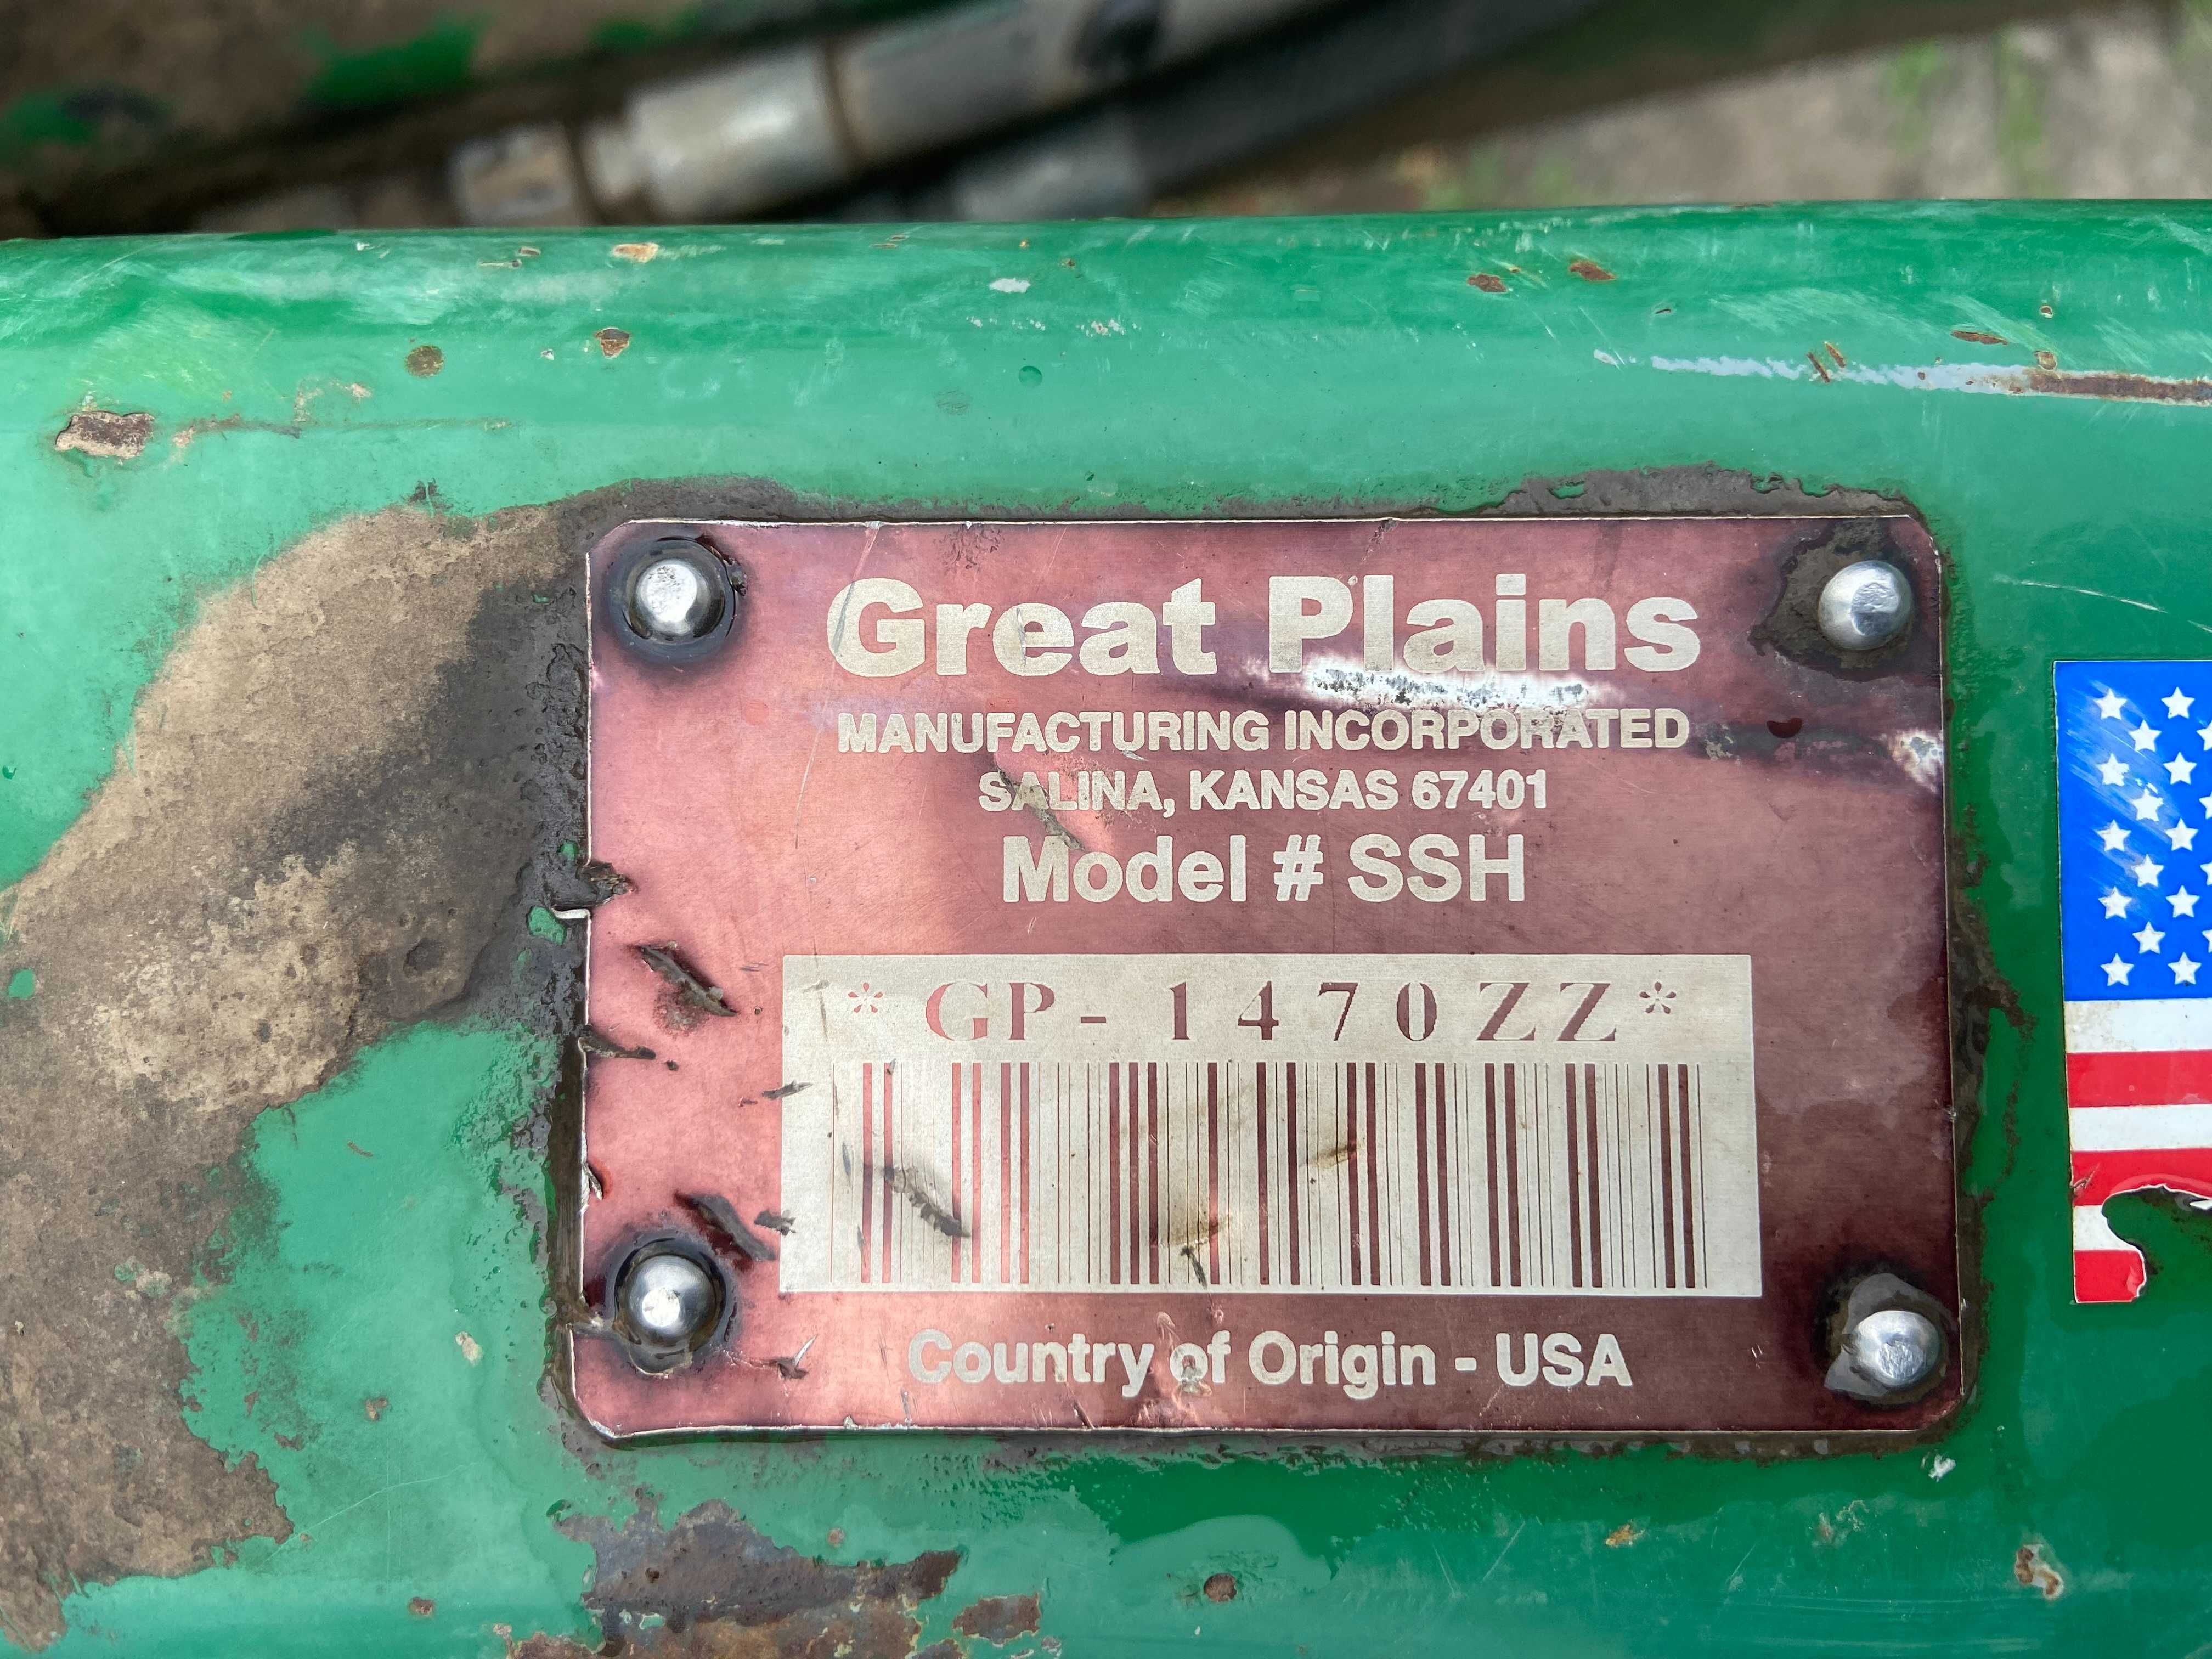 Great Plains
MANUFACTURING INCORPORATED
SALINA, KANSAS 67401
Model # SSH
*GP-1470ZZ*
Country of Origin - USA